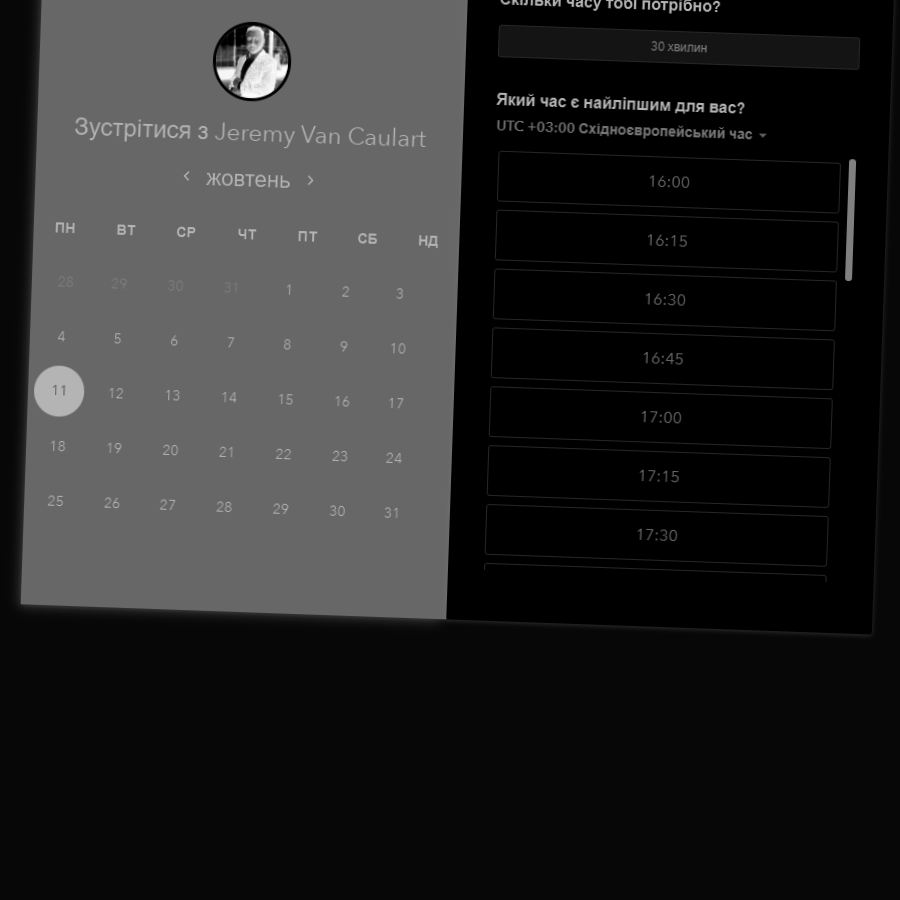 Зустрітися з Jeremy Van Caulart
жовтень
ПН ВТ СР ЧТ ПТ СБ НД
28 29 30 31 1 2 3
4 5 6 7 8 9 10
11 12 13 14 15 16 17
18 19 20 21 22 23 24
25 26 27 28 29 30 31
Скільки часу тобі потрібно?
30 хвилин
Який час є найліпшим для вас?
UTC +03:00 Східноєвропейський час
16:00
16:15
16:30
16:45
17:00
17:15
17:30